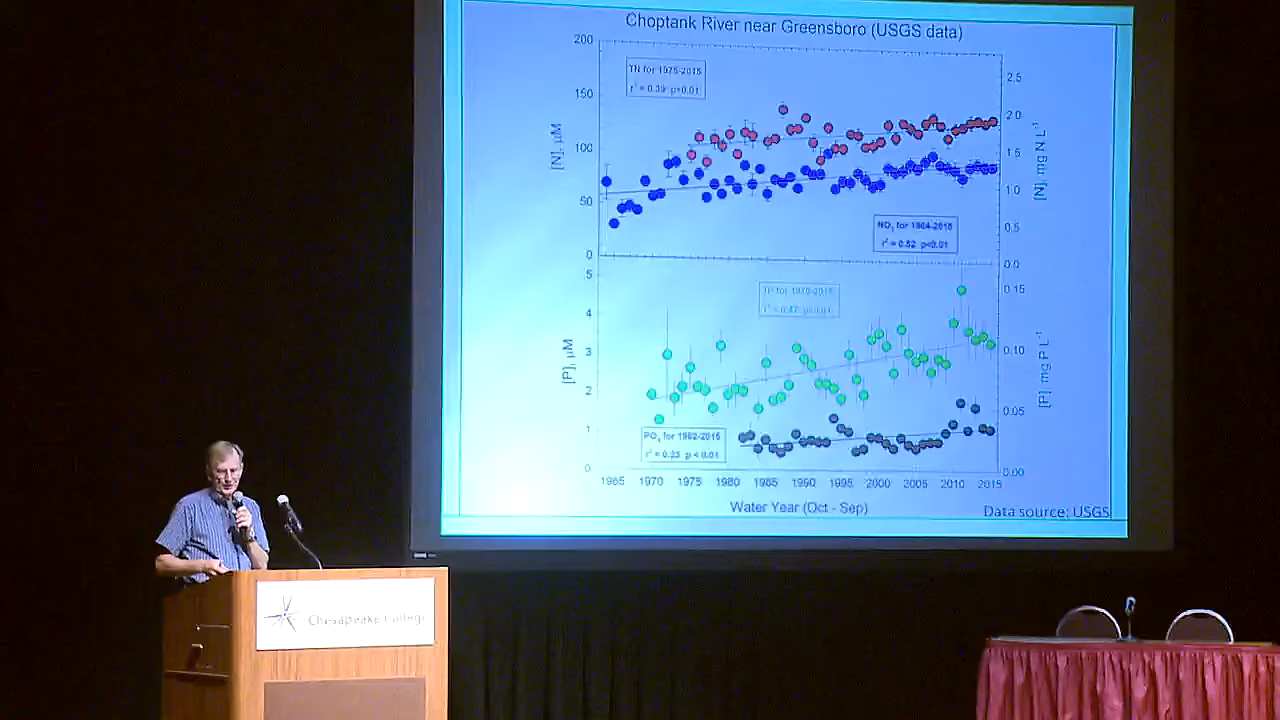 Choptank River near Greensboro (USGS data)
200
150
100
50
0
[N], µM
TN for 1975-2015
r² = 0.39 p<0.01
2.5
2.0
1.5
1.0
0.5
0.0
[N] mg N L⁻¹
NO₃ for 1964-2015
r² = 0.52 p<0.01
5
4
3
2
1
0
[P], µM
for 1970-2015
PO₄ for 1982-2015
r² = 0.23 p < 0.01
0.15
0.10
0.05
0.00
[P] mg P L⁻¹
1965 1970 1975 1980 1985 1990 1995 2000 2005 2010 2015
Water Year (Oct - Sep)
Data source: USGS
Chesapeake College